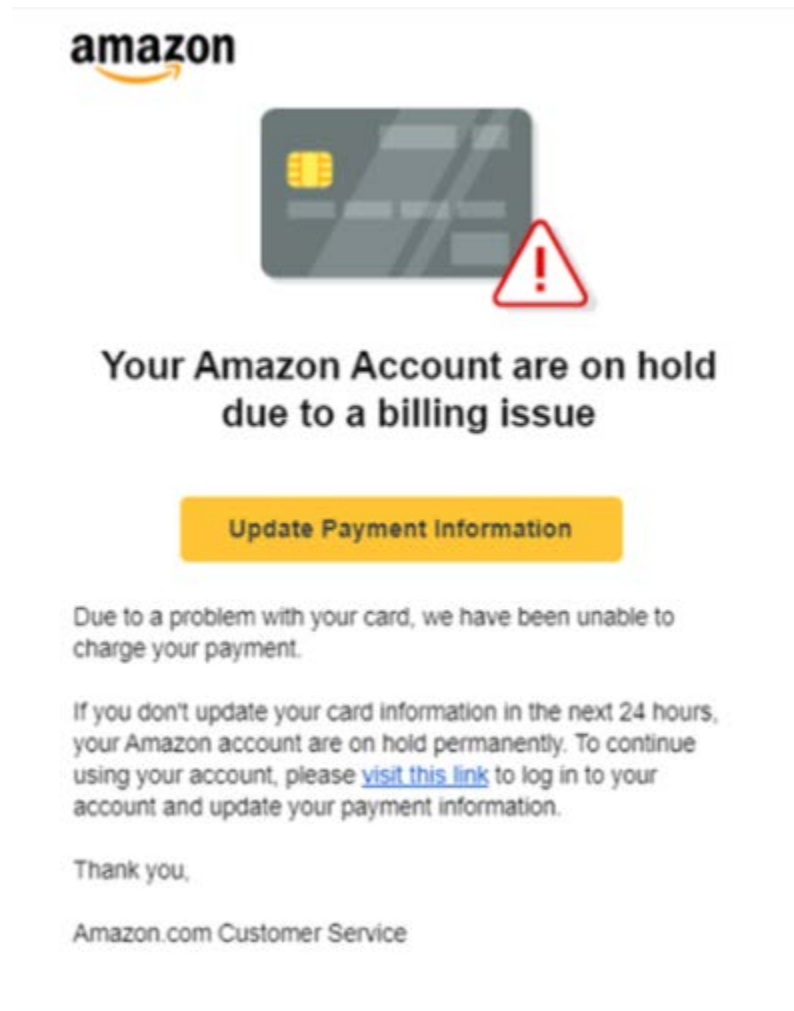 amazon
Your Amazon Account are on hold
due to a billing issue
Update Payment Information
Due to a problem with your card, we have been unable to
charge your payment.
If you don't update your card information in the next 24 hours,
your Amazon account are on hold permanently. To continue
using your account, please visit this link to log in to your
account and update your payment information.
Thank you,
Amazon.com Customer Service